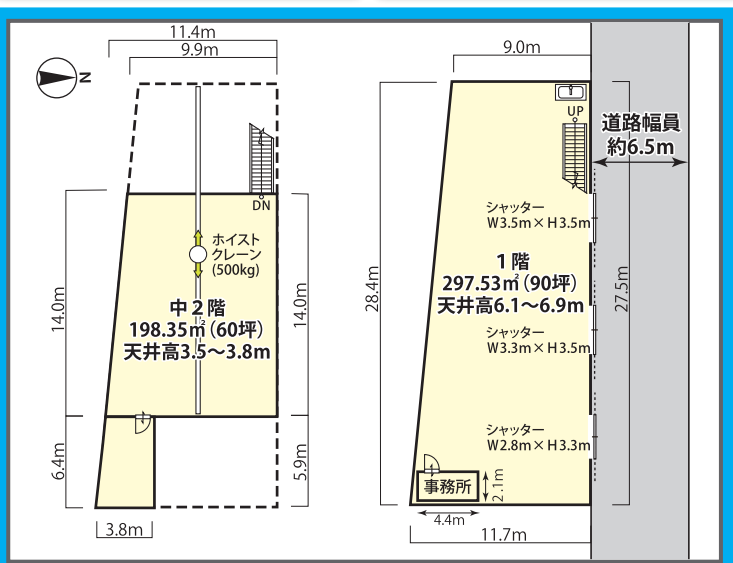 11.4m
9.9m
N
DN
ホイスト
クレーン
(500kg)
14.0m
14.0m
中2階
198.35㎡(60坪)
天井高3.5〜3.8m
6.4m
5.9m
3.8m
9.0m
UP
道路幅員
約6.5m
シャッター
W3.5m×H3.5m
1階
297.53㎡(90坪)
天井高6.1〜6.9m
28.4m
27.5m
シャッター
W3.3m×H3.5m
シャッター
W2.8m×H3.3m
事務所
2.1m
4.4m
11.7m